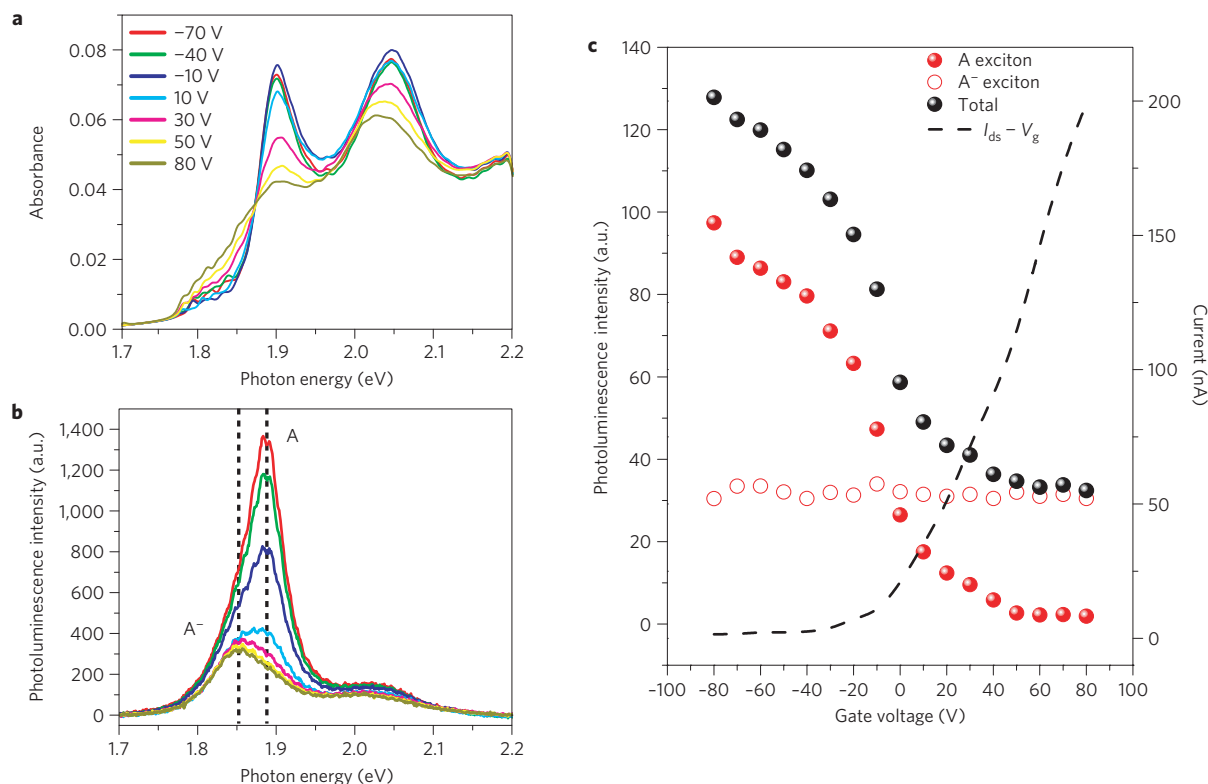 a
−70 V
−40 V
−10 V
10 V
30 V
50 V
80 V
0.08
0.06
0.04
0.02
0.00
Absorbance
1.7 1.8 1.9 2.0 2.1 2.2
Photon energy (eV)
b
A
A−
1,400
1,200
1,000
800
600
400
200
0
Photoluminescence intensity (a.u.)
1.7 1.8 1.9 2.0 2.1 2.2
Photon energy (eV)
c
A exciton
A− exciton
Total
Ids − Vg
140
120
100
80
60
40
20
0
Photoluminescence intensity (a.u.)
200
150
100
50
0
Current (nA)
-100 -80 -60 -40 -20 0 20 40 60 80 100
Gate voltage (V)